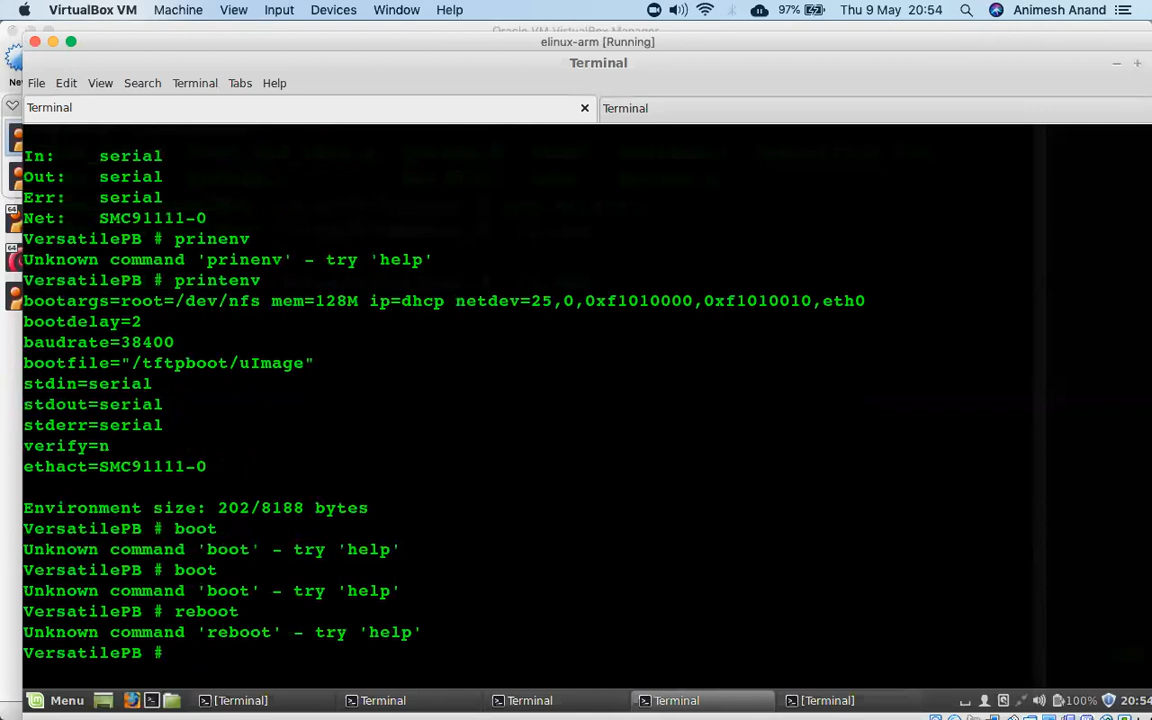 VirtualBox VM Machine View Input Devices Window Help 97% Thu 9 May 20:54 Animesh Anand
Oracle VM VirtualBox Manager
elinux-arm [Running]
Terminal
File Edit View Search Terminal Tabs Help
Terminal Terminal
In: serial
Out: serial
Err: serial
Net: SMC91111-0
VersatilePB # prinenv
Unknown command 'prinenv' - try 'help'
VersatilePB # printenv
bootargs=root=/dev/nfs mem=128M ip=dhcp netdev=25,0,0xf1010000,0xf1010010,eth0
bootdelay=2
baudrate=38400
bootfile="/tftpboot/uImage"
stdin=serial
stdout=serial
stderr=serial
verify=n
ethact=SMC91111-0
Environment size: 202/8188 bytes
VersatilePB # boot
Unknown command 'boot' - try 'help'
VersatilePB # boot
Unknown command 'boot' - try 'help'
VersatilePB # reboot
Unknown command 'reboot' - try 'help'
VersatilePB #
Menu [Terminal] Terminal Terminal Terminal [Terminal] 100% 20:54